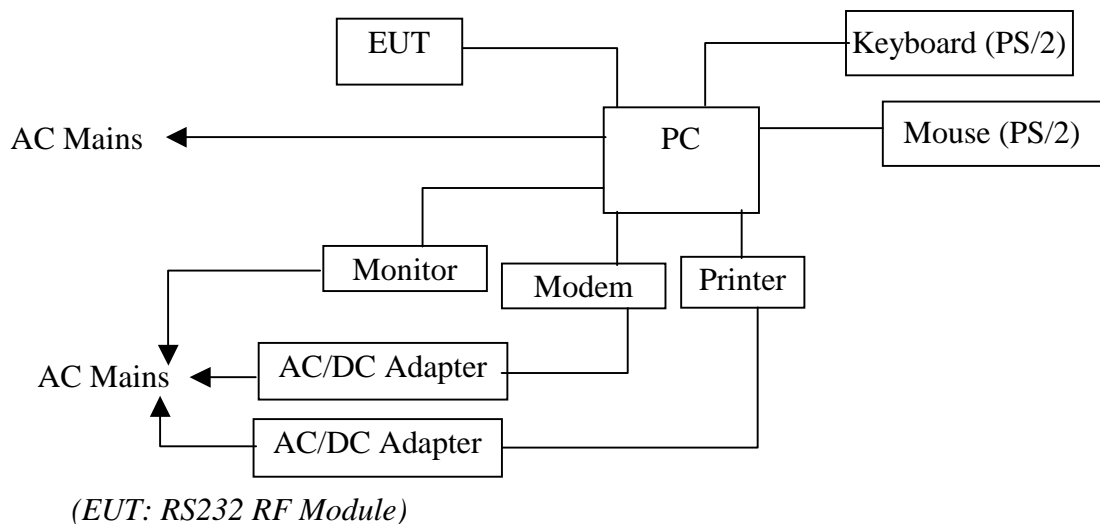 EUT
Keyboard (PS/2)
AC Mains
PC
Mouse (PS/2)
Monitor
Modem
Printer
AC/DC Adapter
AC Mains
AC/DC Adapter
(EUT: RS232 RF Module)